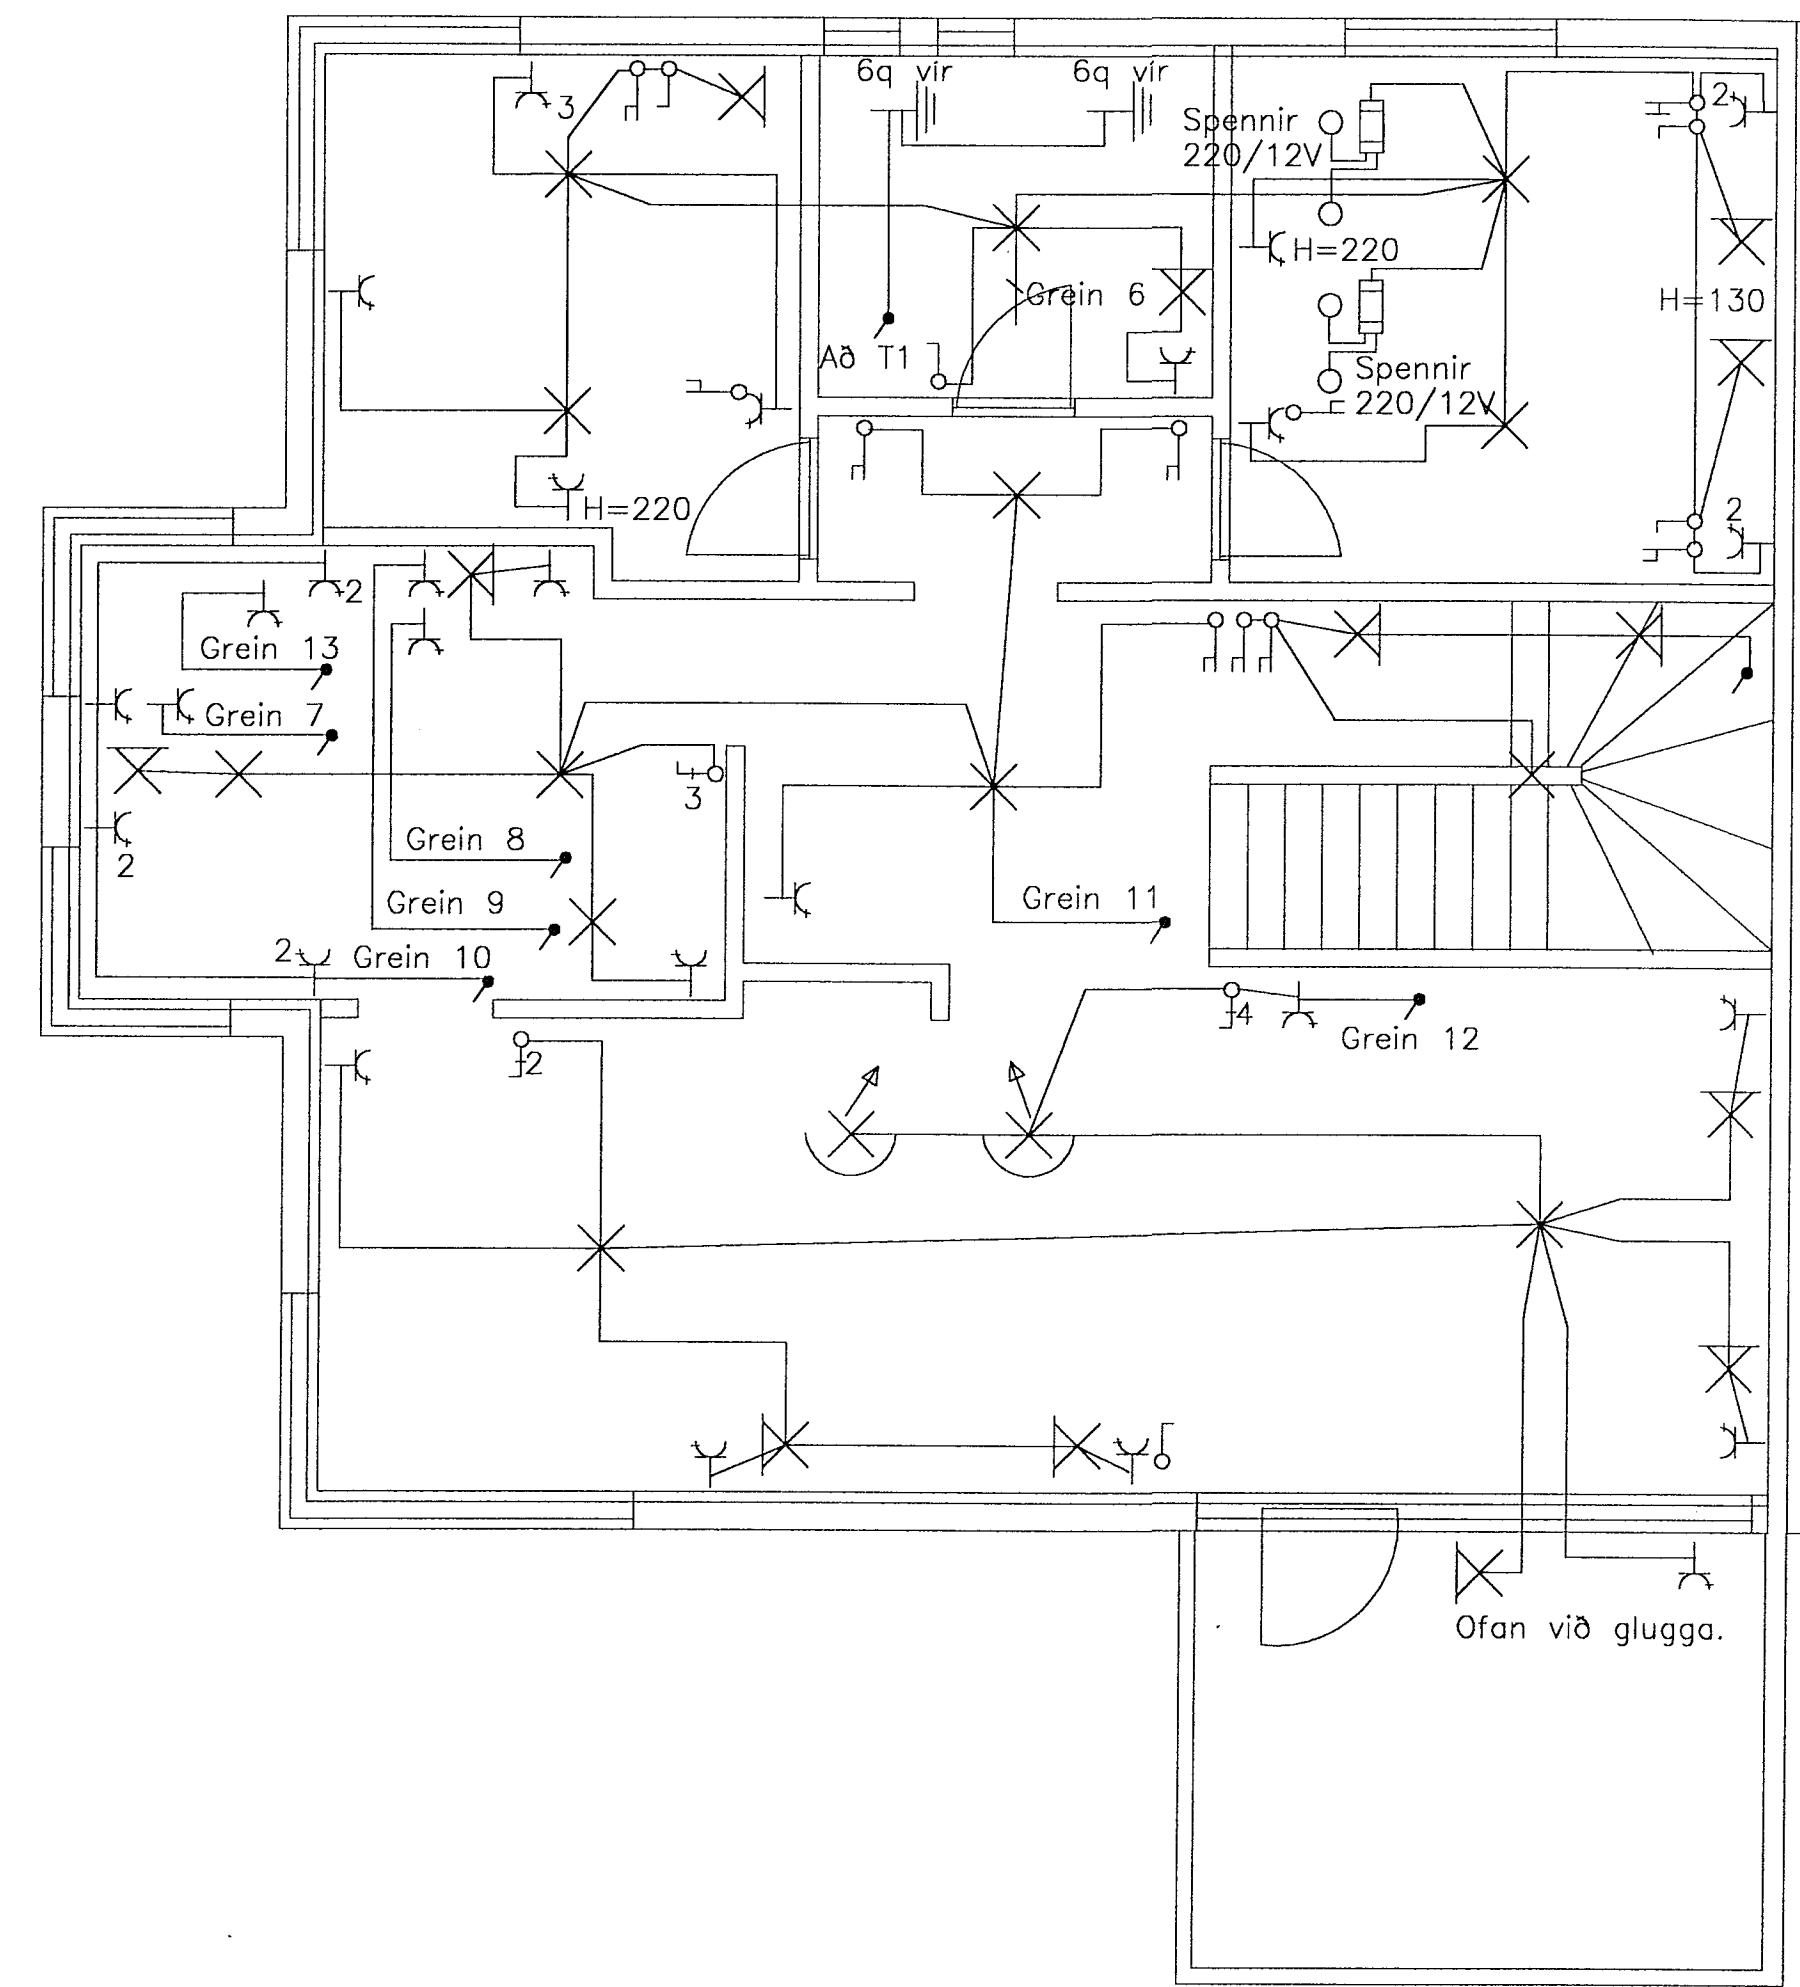 6q vír
6q vír
3
Spennir
220/12V
2
H=220
Grein 6
H=130
Að T1
Spennir
220/12V
H=220
2
2
Grein 13
Grein 7
3
2
Grein 8
Grein 9
Grein 11
2
Grein 10
4
Grein 12
2
Ofan við glugga.